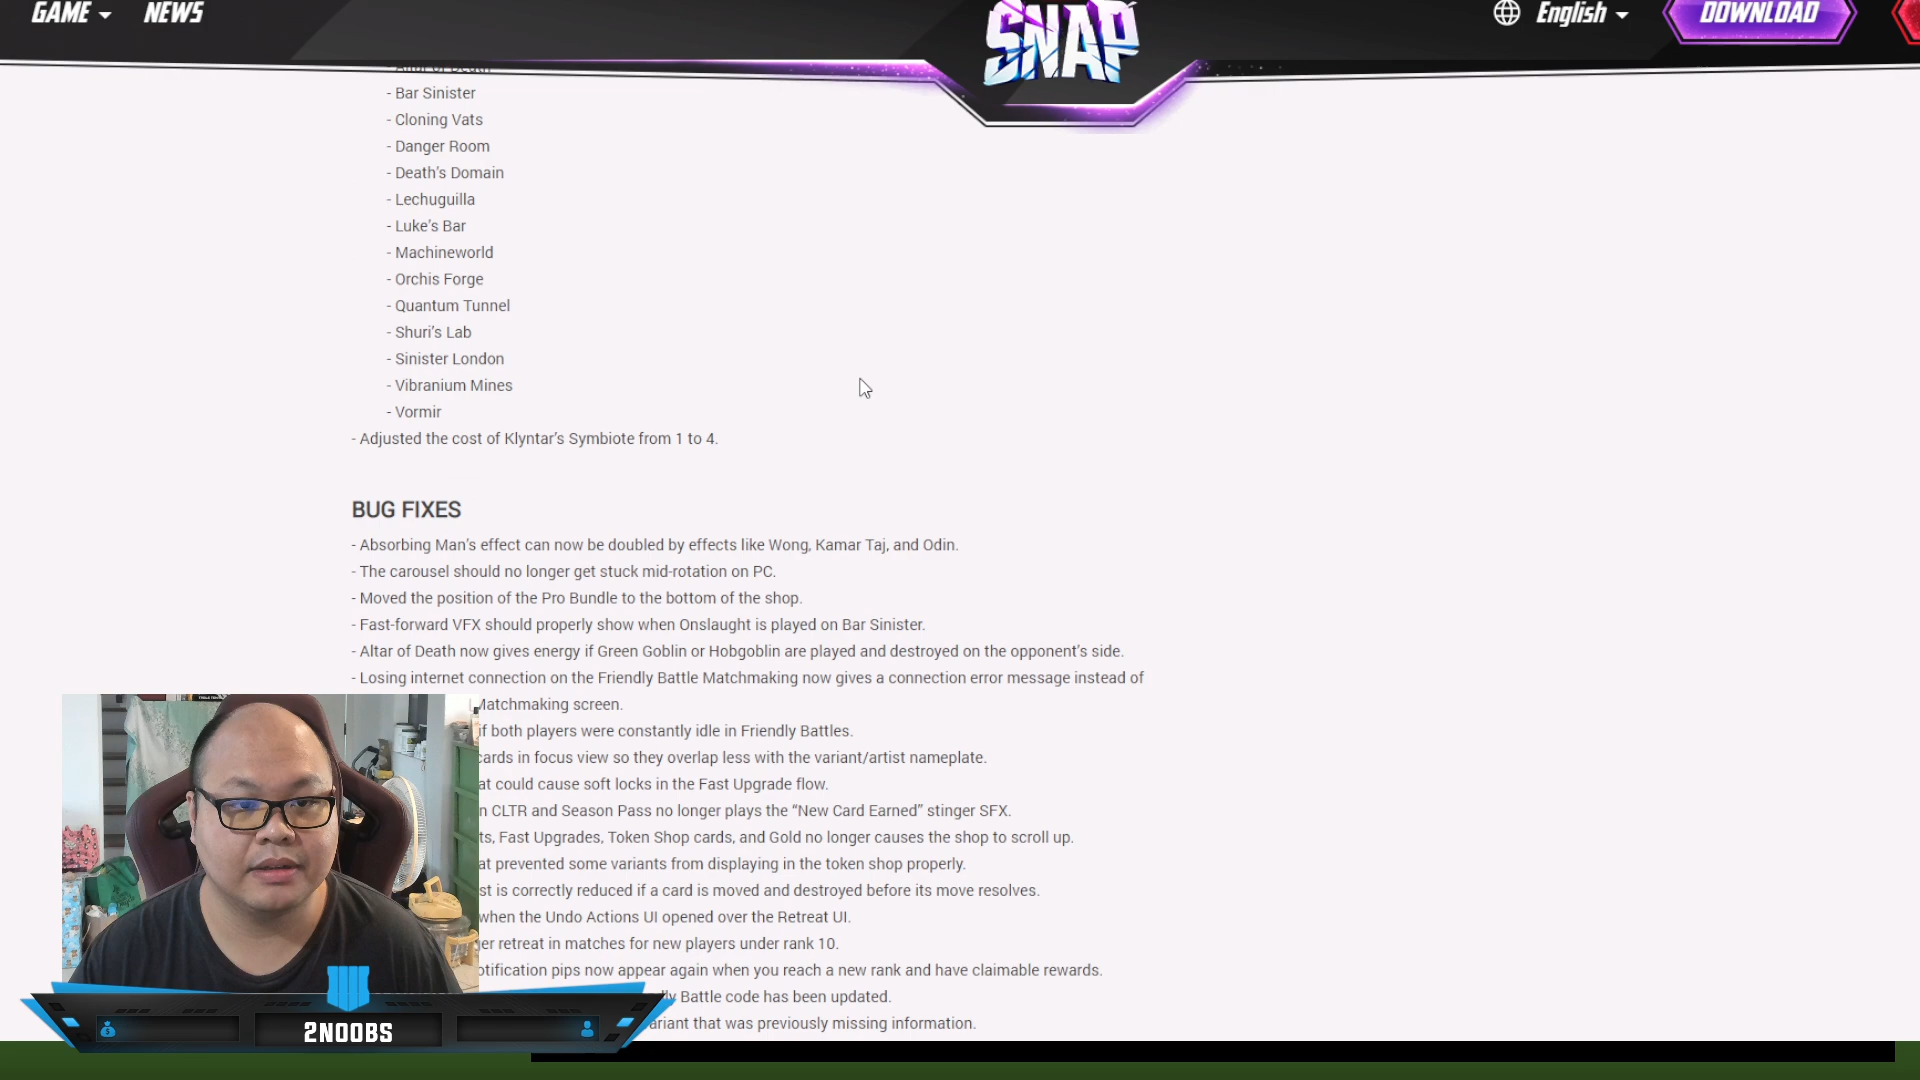 GAME NEWS
SNAP
English DOWNLOAD
- Altar of Death
- Bar Sinister
- Cloning Vats
- Danger Room
- Death's Domain
- Lechuguilla
- Luke's Bar
- Machineworld
- Orchis Forge
- Quantum Tunnel
- Shuri's Lab
- Sinister London
- Vibranium Mines
- Vormir
- Adjusted the cost of Klyntar's Symbiote from 1 to 4.
BUG FIXES
- Absorbing Man's effect can now be doubled by effects like Wong, Kamar Taj, and Odin.
- The carousel should no longer get stuck mid-rotation on PC.
- Moved the position of the Pro Bundle to the bottom of the shop.
- Fast-forward VFX should properly show when Onslaught is played on Bar Sinister.
- Altar of Death now gives energy if Green Goblin or Hobgoblin are played and destroyed on the opponent's side.
- Losing internet connection on the Friendly Battle Matchmaking now gives a connection error message instead of
Matchmaking screen.
if both players were constantly idle in Friendly Battles.
cards in focus view so they overlap less with the variant/artist nameplate.
at could cause soft locks in the Fast Upgrade flow.
n CLTR and Season Pass no longer plays the “New Card Earned” stinger SFX.
ts, Fast Upgrades, Token Shop cards, and Gold no longer causes the shop to scroll up.
at prevented some variants from displaying in the token shop properly.
st is correctly reduced if a card is moved and destroyed before its move resolves.
when the Undo Actions UI opened over the Retreat UI.
er retreat in matches for new players under rank 10.
otification pips now appear again when you reach a new rank and have claimable rewards.
ly Battle code has been updated.
ariant that was previously missing information.
2NOOBS